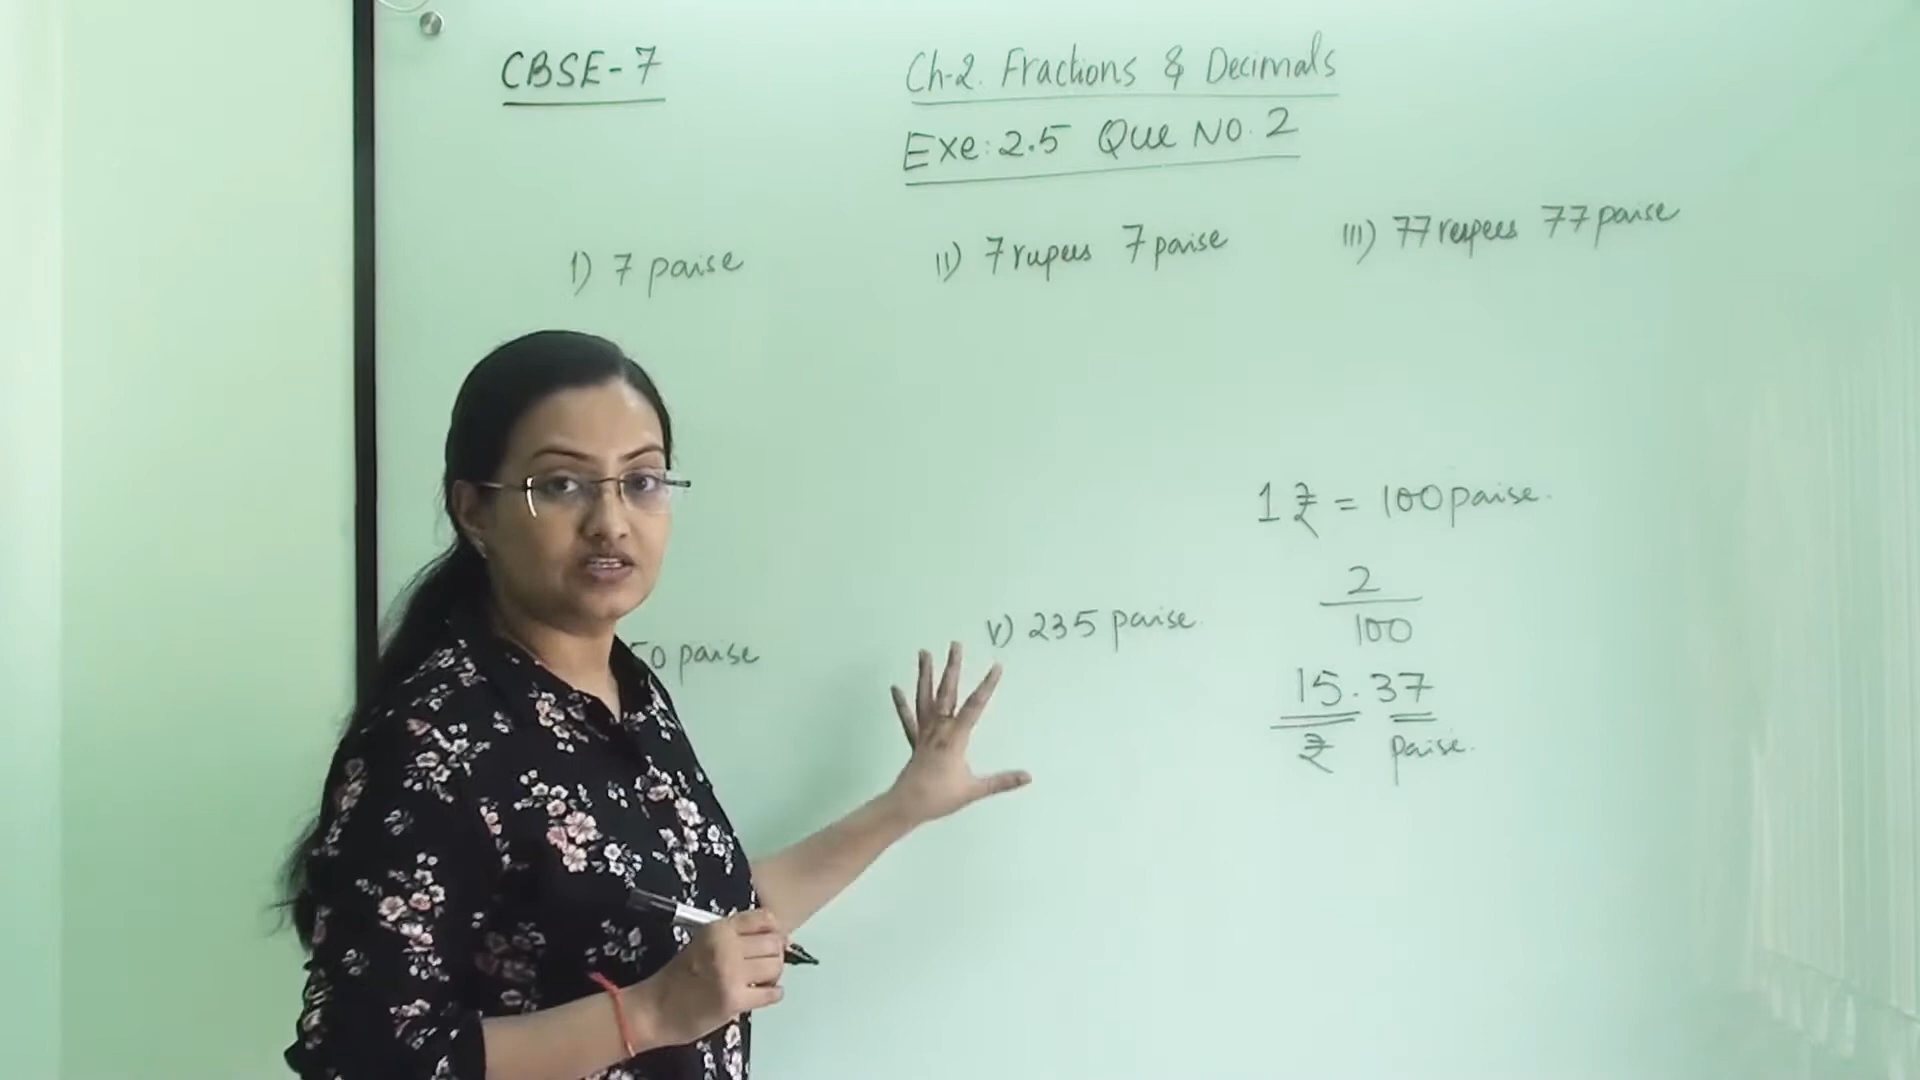 CBSE-7
Ch-2. Fractions & Decimals
Exe: 2.5 Que No. 2
I) 7 paise
II) 7 rupees 7 paise
III) 77 rupees 77 paise
1 ₹ = 100 paise.
50 paise
V) 235 paise.
2
100
15.37
₹ paise.